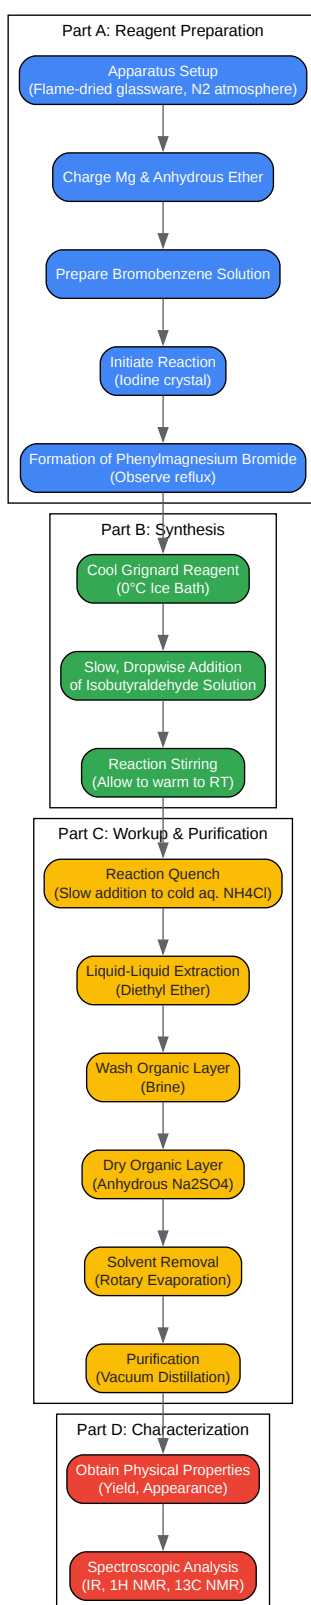 Part A: Reagent Preparation
Apparatus Setup
(Flame-dried glassware, N2 atmosphere)
Charge Mg & Anhydrous Ether
Prepare Bromobenzene Solution
Initiate Reaction
(Iodine crystal)
Formation of Phenylmagnesium Bromide
(Observe reflux)
Part B: Synthesis
Cool Grignard Reagent
(0°C Ice Bath)
Slow, Dropwise Addition
of Isobutyraldehyde Solution
Reaction Stirring
(Allow to warm to RT)
Part C: Workup & Purification
Reaction Quench
(Slow addition to cold aq. NH4Cl)
Liquid-Liquid Extraction
(Diethyl Ether)
Wash Organic Layer
(Brine)
Dry Organic Layer
(Anhydrous Na2SO4)
Solvent Removal
(Rotary Evaporation)
Purification
(Vacuum Distillation)
Part D: Characterization
Obtain Physical Properties
(Yield, Appearance)
Spectroscopic Analysis
(IR, 1H NMR, 13C NMR)